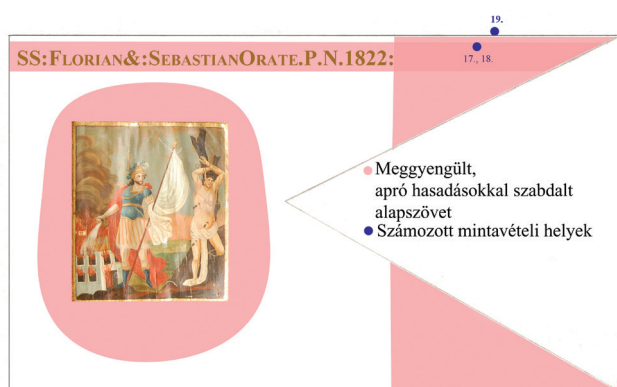 19.
SS:FLORIAN&:SEBASTIANORATE.P.N.1822:
17., 18.
Meggyengült,
apró hasadásokkal szabdalt
alapszövet
Számozott mintavételi helyek